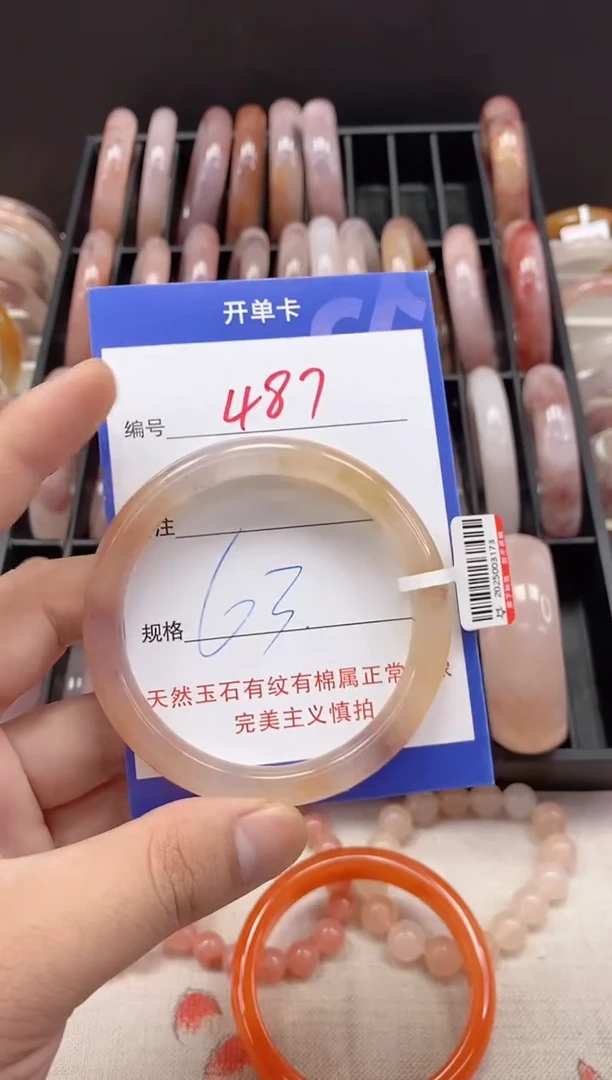 开单卡
编号 487
注
规格 63
天然玉石有纹有棉属正常
完美主义慎拍
2025003173